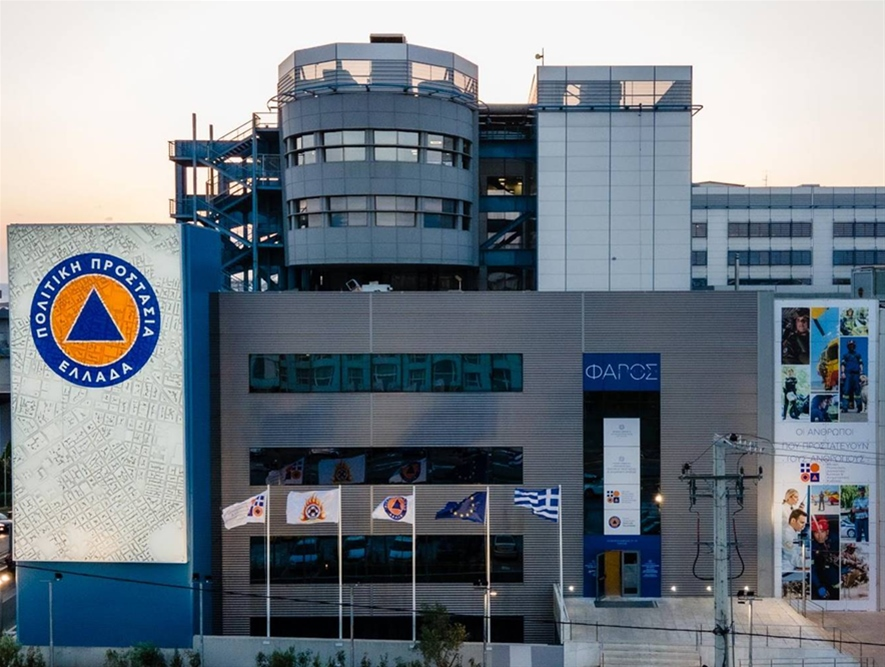 ΠΟΛΙΤΙΚΗ ΠΡΟΣΤΑΣΙΑ
ΕΛΛΑΔΑ
ΦΑΡΟΣ
ΟΙ ΑΝΘΡΩΠΟΙ
ΠΟΥ ΠΡΟΣΤΑΤΕΥΟΥΝ
ΤΟΥΣ ΑΝΘΡΩΠΟΥΣ